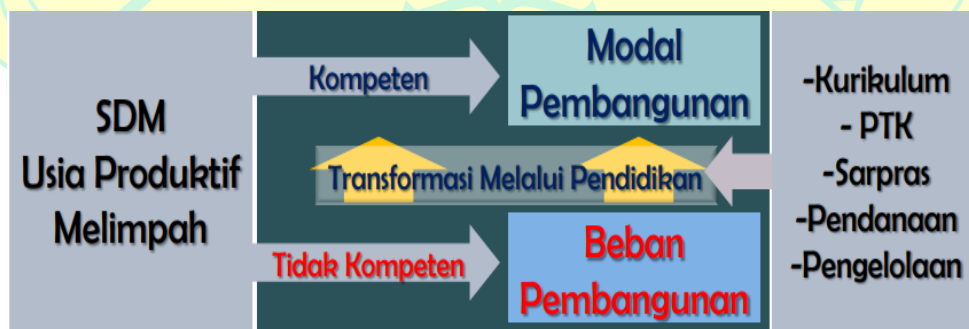 SDM
Usia Produktif
Melimpah
Kompeten
Modal
Pembangunan
Transformasi Melalui Pendidikan
Tidak Kompeten
Beban
Pembangunan
-Kurikulum
- PTK
-Sarpras
-Pendanaan
-Pengelolaan